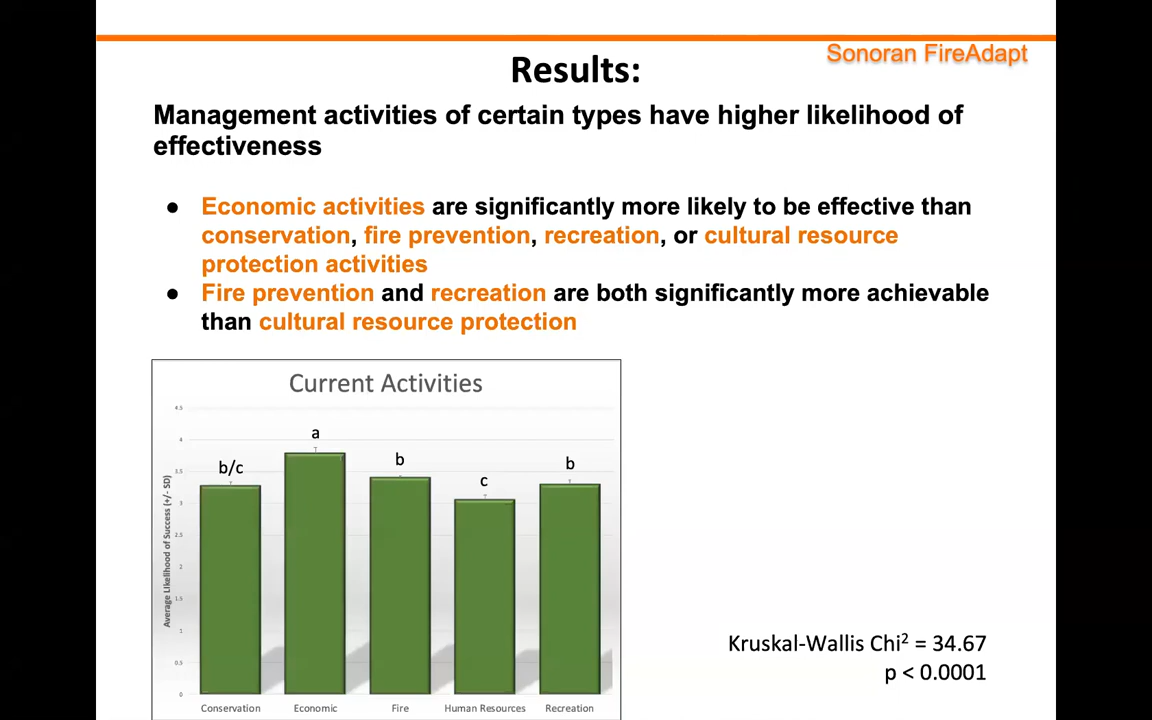 Sonoran FireAdapt
Results:
Management activities of certain types have higher likelihood of
effectiveness
● Economic activities are significantly more likely to be effective than
conservation, fire prevention, recreation, or cultural resource
protection activities
● Fire prevention and recreation are both significantly more achievable
than cultural resource protection
Current Activities
Average Likelihood of Success (+/- SD)
4.5
4
3.5
3
2.5
2
1.5
1
0.5
0
b/c
a
b
c
b
Conservation
Economic
Fire
Human Resources
Recreation
Kruskal-Wallis Chi² = 34.67
p < 0.0001